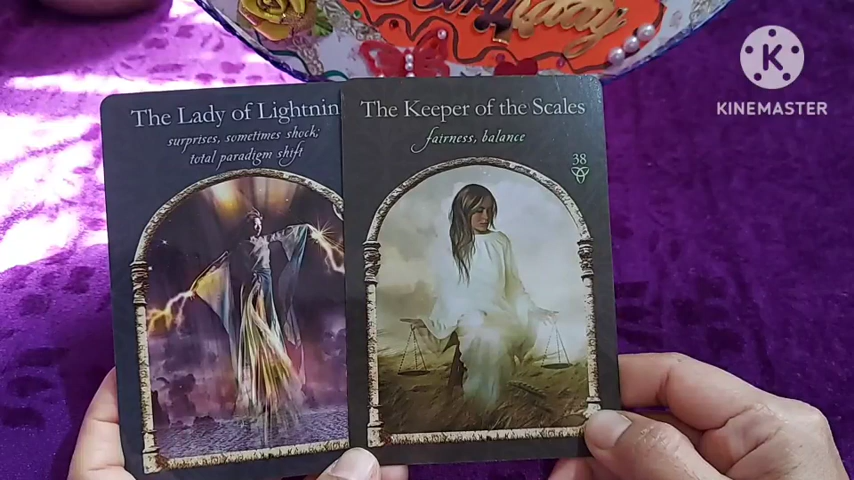 Birthday
K
KINEMASTER
The Lady of Lightnin
surprises, sometimes shock;
total paradigm shift
The Keeper of the Scales
fairness, balance
38